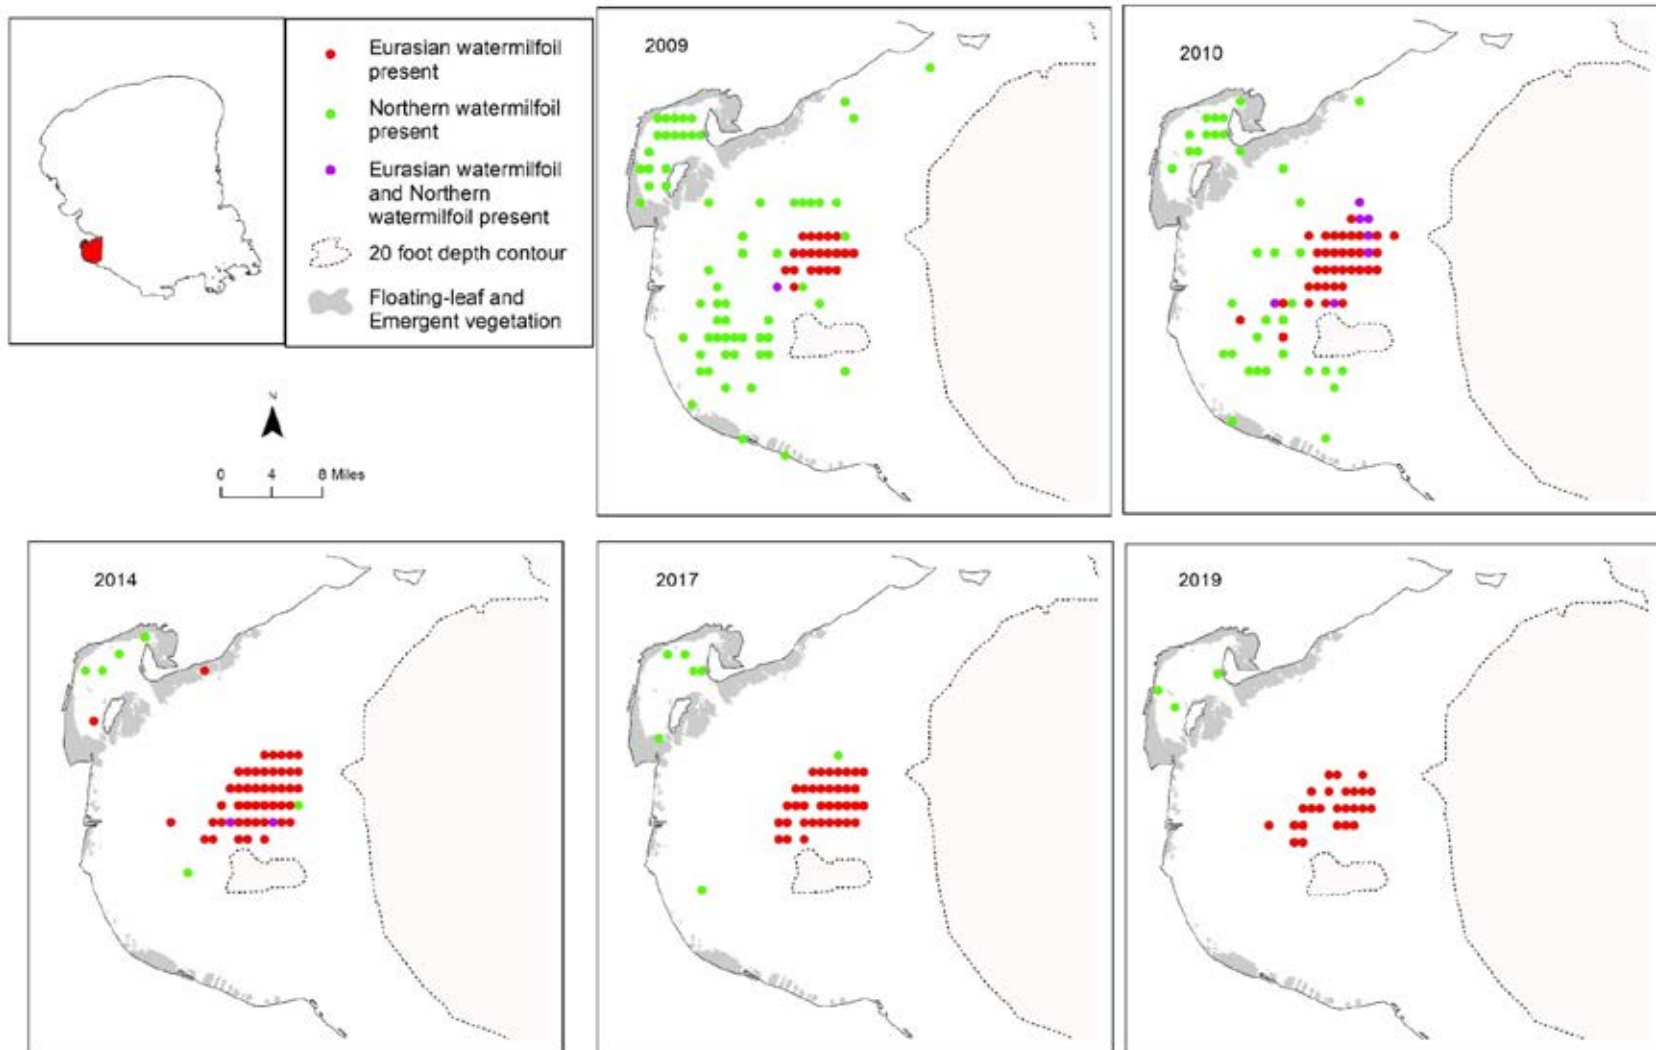 Eurasian watermilfoil
present
Northern watermilfoil
present
Eurasian watermilfoil
and Northern
watermilfoil present
20 foot depth contour
Floating-leaf and
Emergent vegetation
N
0 4 8 Miles
2009
2010
2014
2017
2019